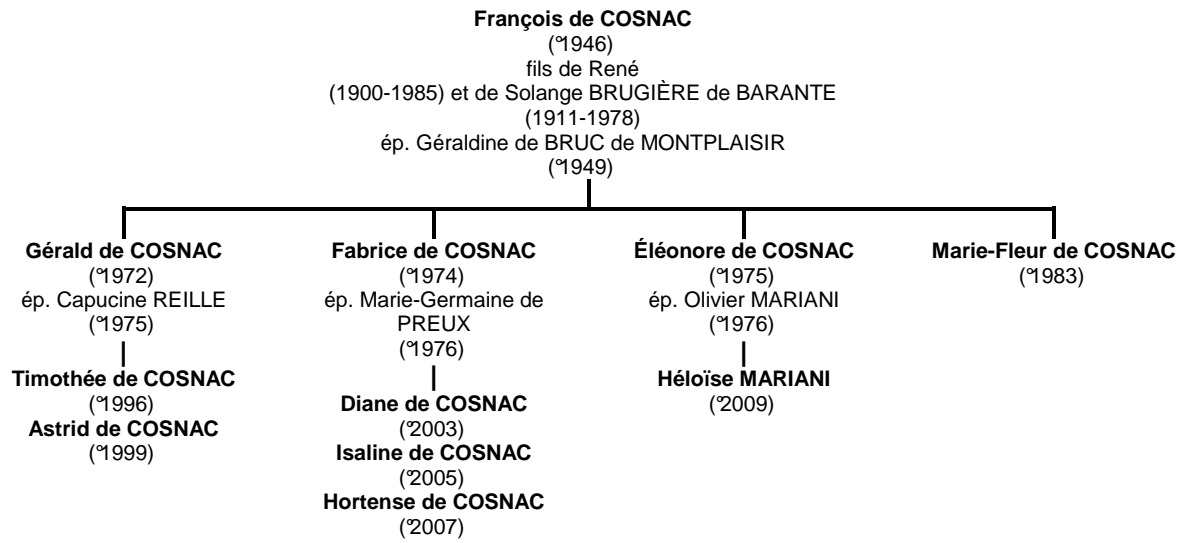 François de COSNAC
(°1946)
fils de René
(1900-1985) et de Solange BRUGIÈRE de BARANTE
(1911-1978)
ép. Géraldine de BRUC de MONTPLAISIR
(°1949)
Gérald de COSNAC
(°1972)
ép. Capucine REILLE
(°1975)
Timothée de COSNAC
(°1996)
Astrid de COSNAC
(°1999)
Fabrice de COSNAC
(°1974)
ép. Marie-Germaine de
PREUX
(°1976)
Diane de COSNAC
(°2003)
Isaline de COSNAC
(°2005)
Hortense de COSNAC
(°2007)
Éléonore de COSNAC
(°1975)
ép. Olivier MARIANI
(°1976)
Héloïse MARIANI
(°2009)
Marie-Fleur de COSNAC
(°1983)